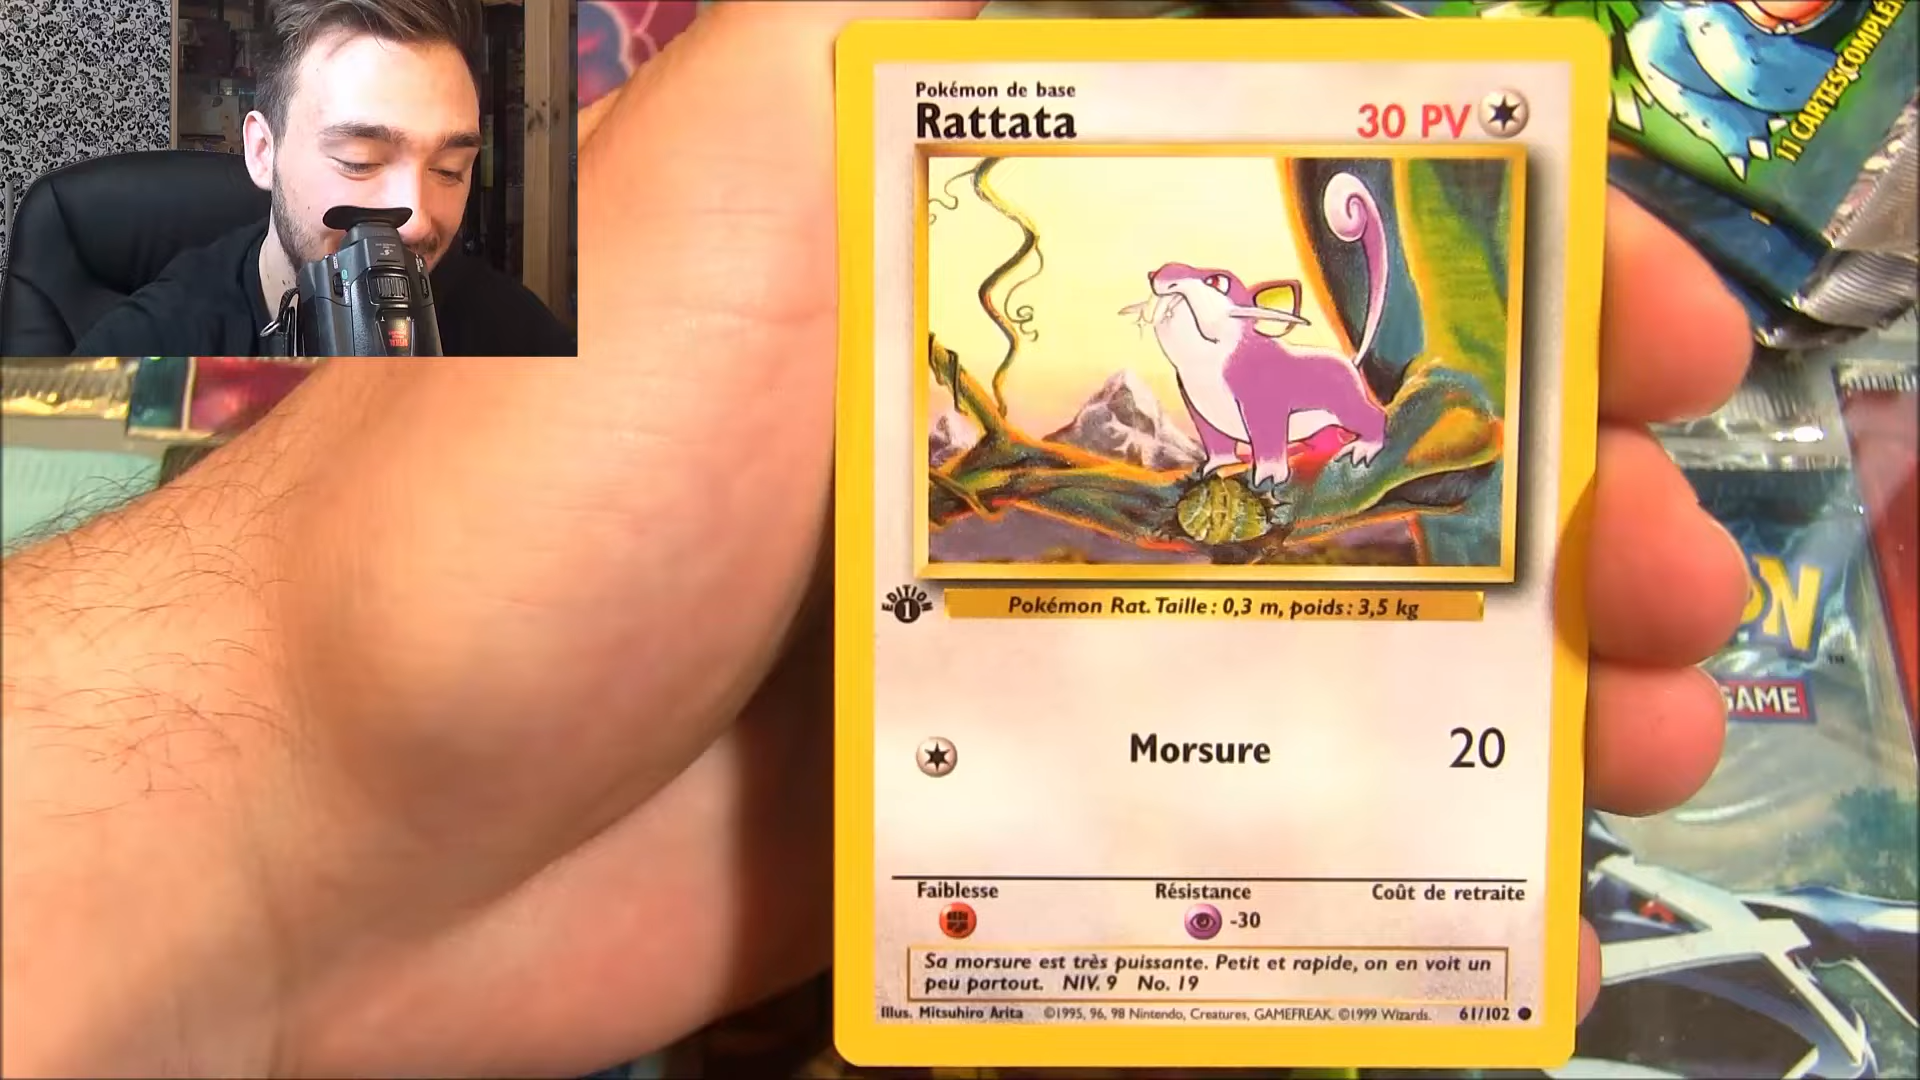 Pokémon de base
Rattata
30 PV
EDITION
1
Pokémon Rat. Taille : 0,3 m, poids : 3,5 kg
Morsure 20
Faiblesse Résistance Coût de retraite
-30
Sa morsure est très puissante. Petit et rapide, on en voit un
peu partout. NIV. 9 No. 19
Illus. Mitsuhiro Arita ©1995, 96, 98 Nintendo, Creatures, GAMEFREAK. ©1999 Wizards. 61/102
11 CARTES
GAME